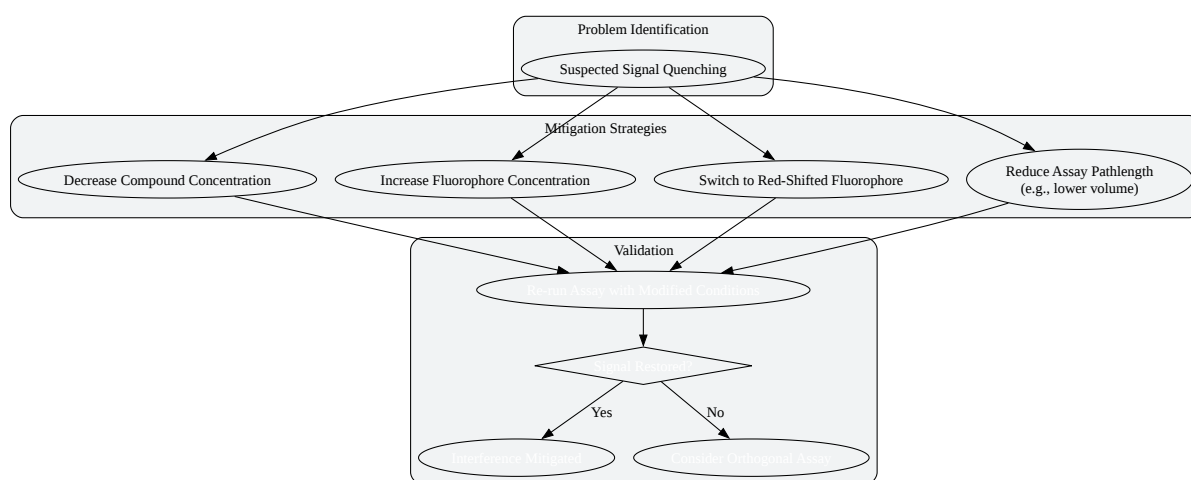 Problem Identification
Suspected Signal Quenching
Mitigation Strategies
Decrease Compound Concentration
Increase Fluorophore Concentration
Switch to Red-Shifted Fluorophore
Reduce Assay Pathlength
(e.g., lower volume)
Validation
Re-run Assay with Modified Conditions
Signal Restored?
Yes
No
Interference Mitigated
Consider Orthogonal Assay